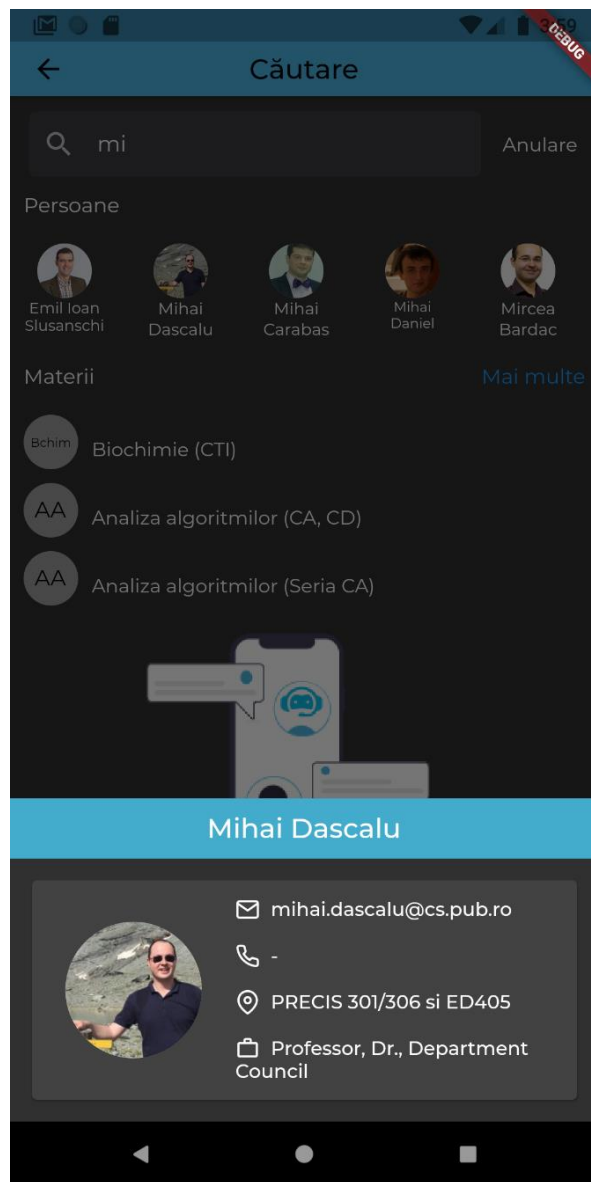 3:59
DEBUG
Căutare
mi
Anulare
Persoane
Emil Ioan Slusanschi
Mihai Dascalu
Mihai Carabas
Mihai Daniel
Mircea Bardac
Materii
Mai multe
Bchim
Biochimie (CTI)
AA
Analiza algoritmilor (CA, CD)
AA
Analiza algoritmilor (Seria CA)
Mihai Dascalu
mihai.dascalu@cs.pub.ro
-
PRECIS 301/306 si ED405
Professor, Dr., Department
Council